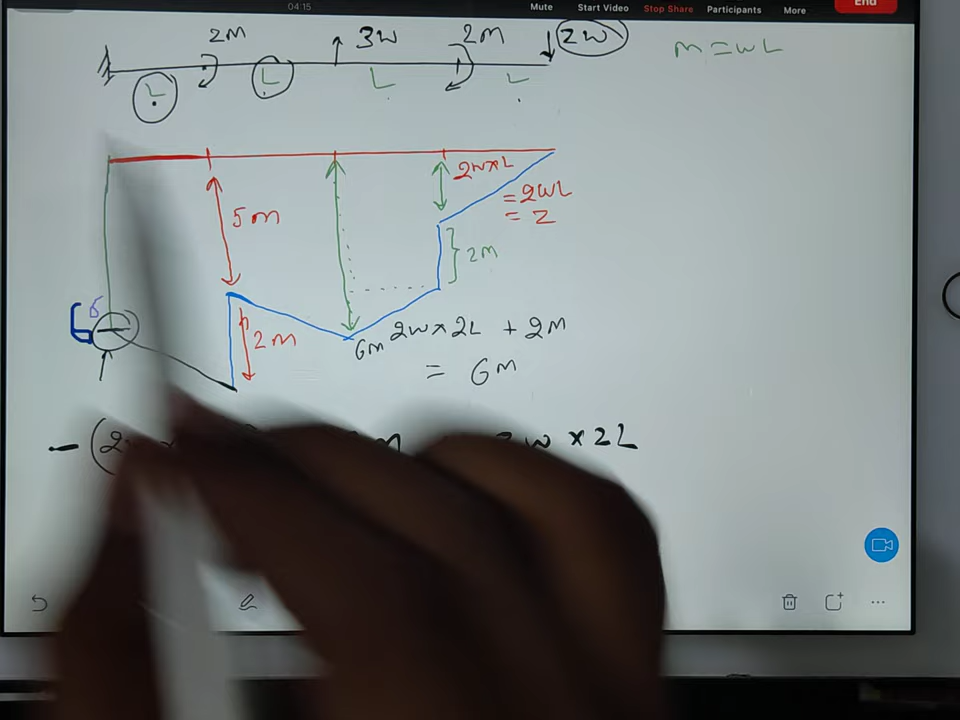 04:15
Mute Start Video Stop Share Participants More End
2M 3W 2M 2W M = WL
L L L L
2W×L
= 2WL
= 2
5M
2M
6
2M
6M
2W × 2L + 2M
= 6M
W × 2L